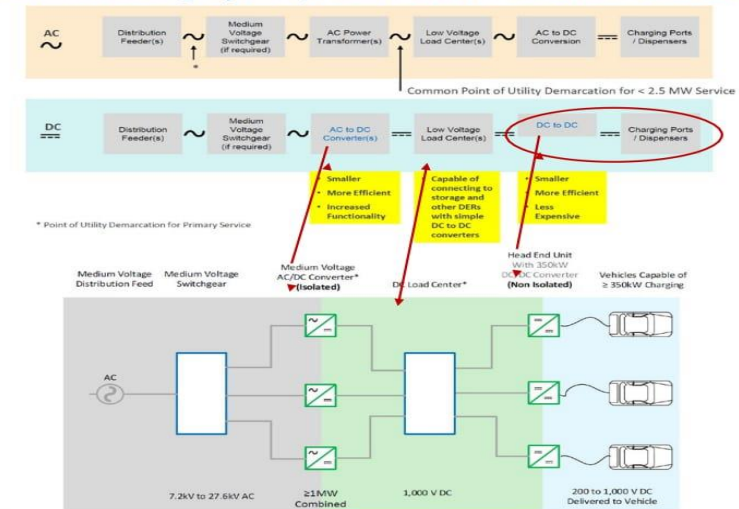 AC
Distribution
Feeder(s)
Medium
Voltage
Switchgear
(if required)
AC Power
Transformer(s)
Low Voltage
Load Center(s)
AC to DC
Conversion
Charging Ports
/ Dispensers
*
Common Point of Utility Demarcation for < 2.5 MW Service
DC
Distribution
Feeder(s)
Medium
Voltage
Switchgear
(if required)
AC to DC
Converter(s)
Low Voltage
Load Center(s)
DC to DC
Charging Ports
/ Dispensers
• Smaller
• More Efficient
• Increased
Functionality
• Capable of
connecting to
storage and
other DERs
with simple
DC to DC
converters
• Smaller
• More Efficient
• Less
Expensive
* Point of Utility Demarcation for Primary Service
Medium Voltage
Distribution Feed
Medium Voltage
Switchgear
Medium Voltage
AC/DC Converter*
(Isolated)
DC Load Center*
Head End Unit
With 350kW
DC/DC Converter
(Non Isolated)
Vehicles Capable of
≥ 350kW Charging
AC
7.2kV to 27.6kV AC
≥1MW
Combined
1,000 V DC
200 to 1,000 V DC
Delivered to Vehicle